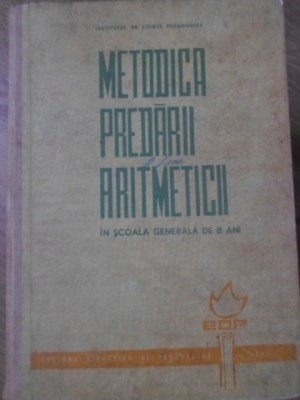 INSTITUTUL DE ȘTIINȚE PEDAGOGICE
METODICA
PREDĂRII
ARITMETICII
ÎN ȘCOALA GENERALĂ DE 8 ANI
EDP
EDITURA DIDACTICĂ ȘI PEDAGOGICĂ